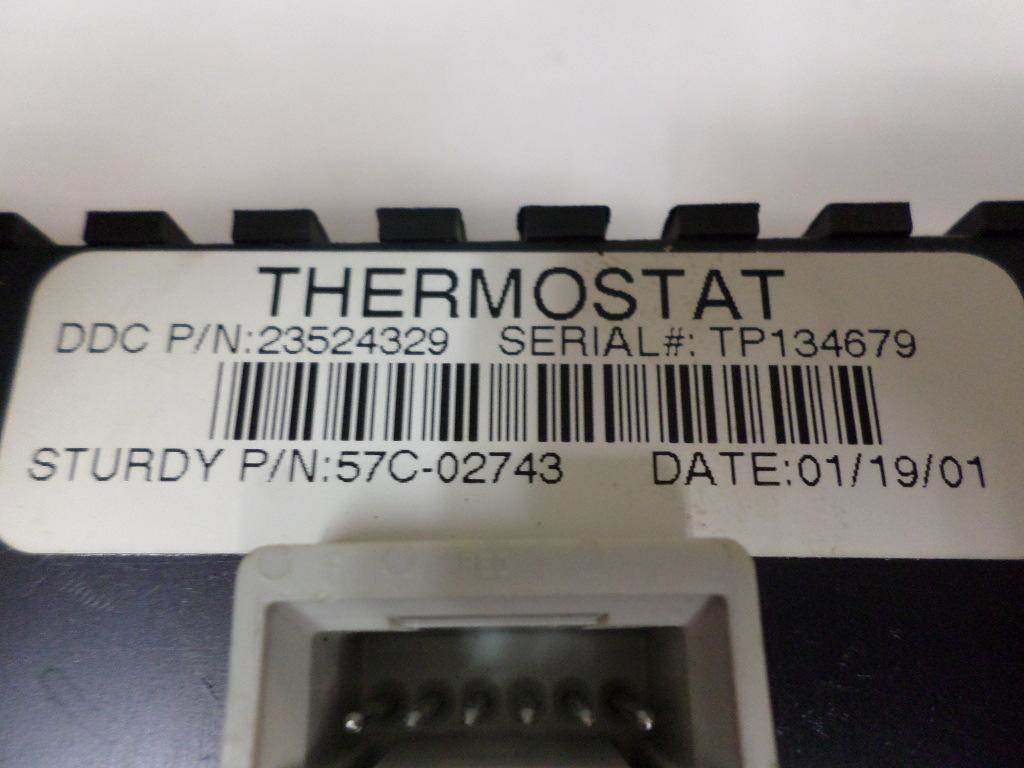 THERMOSTAT
DDC P/N:23524329 SERIAL#: TP134679
STURDY P/N:57C-02743 DATE:01/19/01